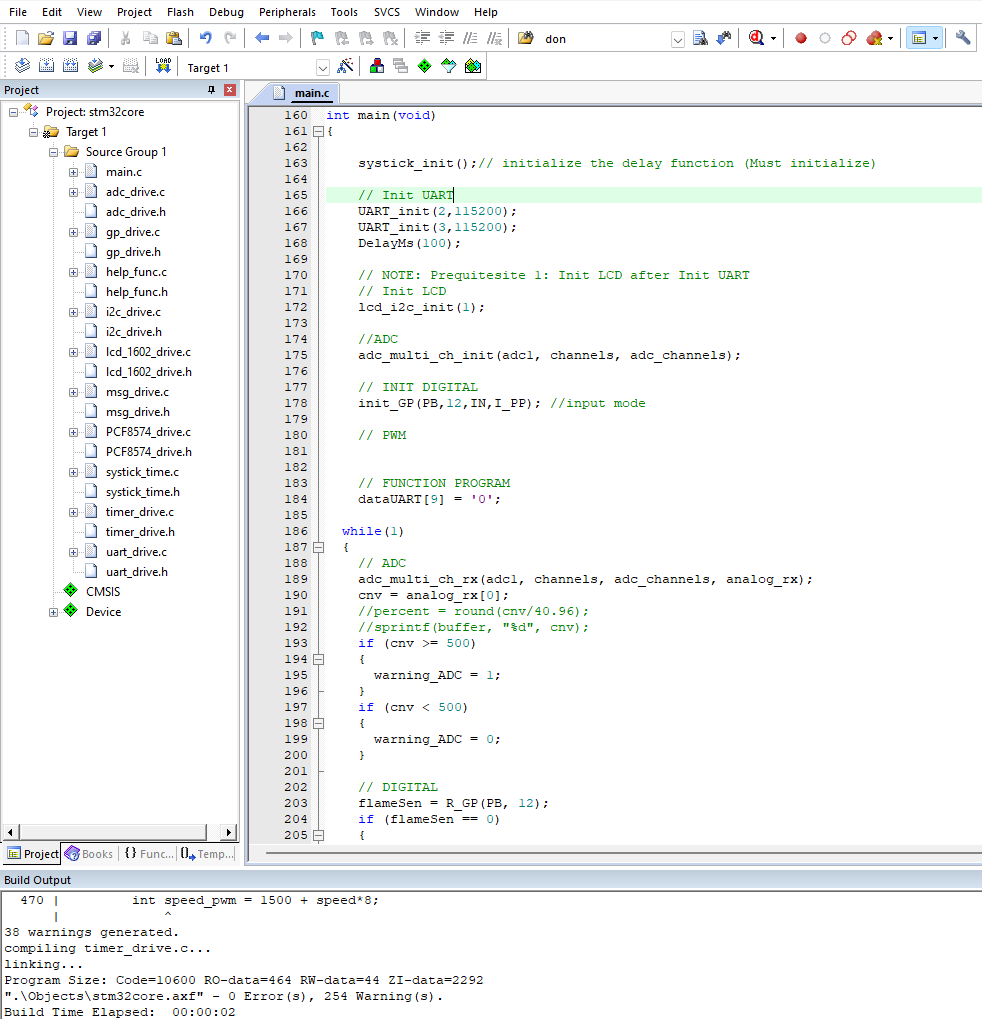 File Edit View Project Flash Debug Peripherals Tools SVCS Window Help
don
LOAD
Target 1
Project
main.c
Project: stm32core
Target 1
Source Group 1
main.c
adc_drive.c
adc_drive.h
gp_drive.c
gp_drive.h
help_func.c
help_func.h
i2c_drive.c
i2c_drive.h
lcd_1602_drive.c
lcd_1602_drive.h
msg_drive.c
msg_drive.h
PCF8574_drive.c
PCF8574_drive.h
systick_time.c
systick_time.h
timer_drive.c
timer_drive.h
uart_drive.c
uart_drive.h
CMSIS
Device
Project Books {} Func... Temp...
160 int main(void)
161 {
162
163 systick_init();// initialize the delay function (Must initialize)
164
165 // Init UART
166 UART_init(2,115200);
167 UART_init(3,115200);
168 DelayMs(100);
169
170 // NOTE: Prequitesite 1: Init LCD after Init UART
171 // Init LCD
172 lcd_i2c_init(1);
173
174 //ADC
175 adc_multi_ch_init(adc1, channels, adc_channels);
176
177 // INIT DIGITAL
178 init_GP(PB,12,IN,I_PP); //input mode
179
180 // PWM
181
182
183 // FUNCTION PROGRAM
184 dataUART[9] = '0';
185
186 while(1)
187 {
188 // ADC
189 adc_multi_ch_rx(adc1, channels, adc_channels, analog_rx);
190 cnv = analog_rx[0];
191 //percent = round(cnv/40.96);
192 //sprintf(buffer, "%d", cnv);
193 if (cnv >= 500)
194 {
195 warning_ADC = 1;
196 }
197 if (cnv < 500)
198 {
199 warning_ADC = 0;
200 }
201
202 // DIGITAL
203 flameSen = R_GP(PB, 12);
204 if (flameSen == 0)
205 {
Build Output
470 | int speed_pwm = 1500 + speed*8;
| ^
38 warnings generated.
compiling timer_drive.c...
linking...
Program Size: Code=10600 RO-data=464 RW-data=44 ZI-data=2292
".\Objects\stm32core.axf" - 0 Error(s), 254 Warning(s).
Build Time Elapsed: 00:00:02